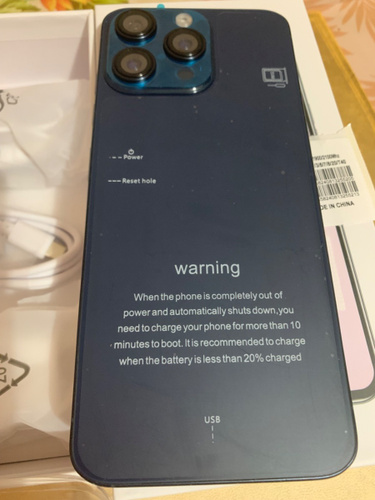 Power
Reset hole
warning
When the phone is completely out of
power and automatically shuts down,you
need to charge your phone for more than 10
minutes to boot. It is recommended to charge
when the battery is less than 20% charged
USB
DE IN CHINA